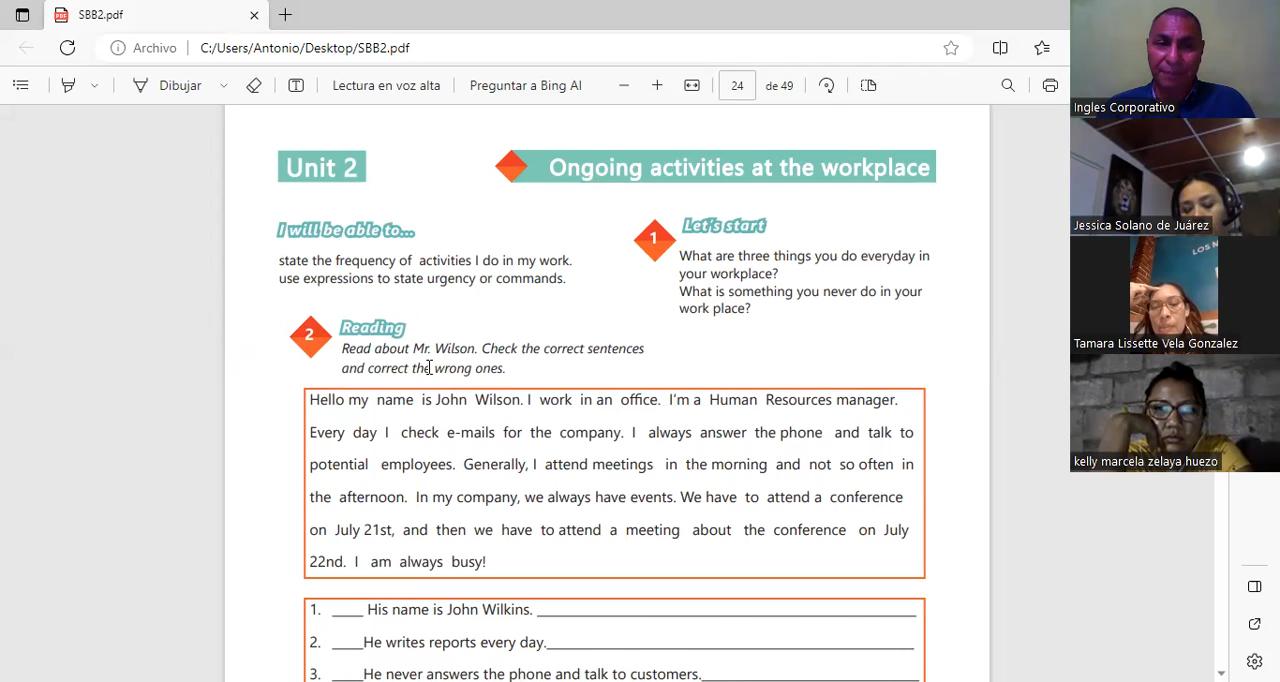 SBB2.pdf
Archivo
C:/Users/Antonio/Desktop/SBB2.pdf
Dibujar
Lectura en voz alta
Preguntar a Bing AI
24
de 49
Unit 2
Ongoing activities at the workplace
I will be able to...
state the frequency of activities I do in my work.
use expressions to state urgency or commands.
1
Let's start
What are three things you do everyday in
your workplace?
What is something you never do in your
work place?
2
Reading
Read about Mr. Wilson. Check the correct sentences
and correct the wrong ones.
Hello my name is John Wilson. I work in an office. I'm a Human Resources manager.
Every day I check e-mails for the company. I always answer the phone and talk to
potential employees. Generally, I attend meetings in the morning and not so often in
the afternoon. In my company, we always have events. We have to attend a conference
on July 21st, and then we have to attend a meeting about the conference on July
22nd. I am always busy!
1. ____ His name is John Wilkins. ____
2. ____He writes reports every day.____
3. ____He never answers the phone and talk to customers.____
Ingles Corporativo
Jessica Solano de Juárez
LOS N
Tamara Lissette Vela Gonzalez
kelly marcela zelaya huezo